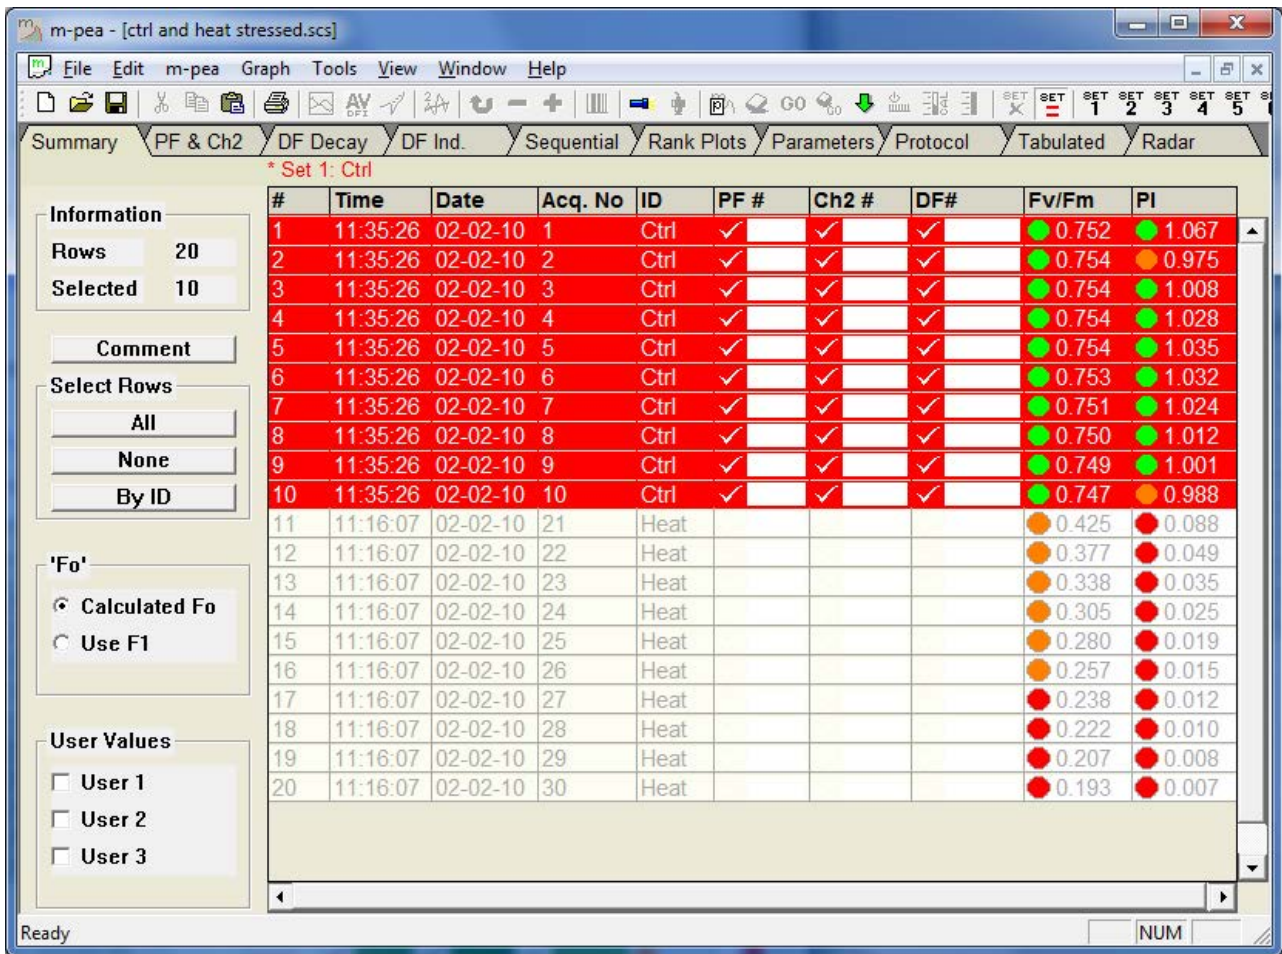 m-pea - [ctrl and heat stressed.scs]
File Edit m-pea Graph Tools View Window Help
AV DFI GO SET SET SET 1 SET 2 SET 3 SET 4 SET 5
Summary PF & Ch2 DF Decay DF Ind. Sequential Rank Plots Parameters Protocol Tabulated Radar
* Set 1: Ctrl
Information
Rows 20
Selected 10
Comment
Select Rows
All
None
By ID
'Fo'
Calculated Fo
Use F1
User Values
User 1
User 2
User 3
# Time Date Acq. No ID PF # Ch2 # DF# Fv/Fm PI
1 11:35:26 02-02-10 1 Ctrl 0.752 1.067
2 11:35:26 02-02-10 2 Ctrl 0.754 0.975
3 11:35:26 02-02-10 3 Ctrl 0.754 1.008
4 11:35:26 02-02-10 4 Ctrl 0.754 1.028
5 11:35:26 02-02-10 5 Ctrl 0.754 1.035
6 11:35:26 02-02-10 6 Ctrl 0.753 1.032
7 11:35:26 02-02-10 7 Ctrl 0.751 1.024
8 11:35:26 02-02-10 8 Ctrl 0.750 1.012
9 11:35:26 02-02-10 9 Ctrl 0.749 1.001
10 11:35:26 02-02-10 10 Ctrl 0.747 0.988
11 11:16:07 02-02-10 21 Heat 0.425 0.088
12 11:16:07 02-02-10 22 Heat 0.377 0.049
13 11:16:07 02-02-10 23 Heat 0.338 0.035
14 11:16:07 02-02-10 24 Heat 0.305 0.025
15 11:16:07 02-02-10 25 Heat 0.280 0.019
16 11:16:07 02-02-10 26 Heat 0.257 0.015
17 11:16:07 02-02-10 27 Heat 0.238 0.012
18 11:16:07 02-02-10 28 Heat 0.222 0.010
19 11:16:07 02-02-10 29 Heat 0.207 0.008
20 11:16:07 02-02-10 30 Heat 0.193 0.007
Ready NUM